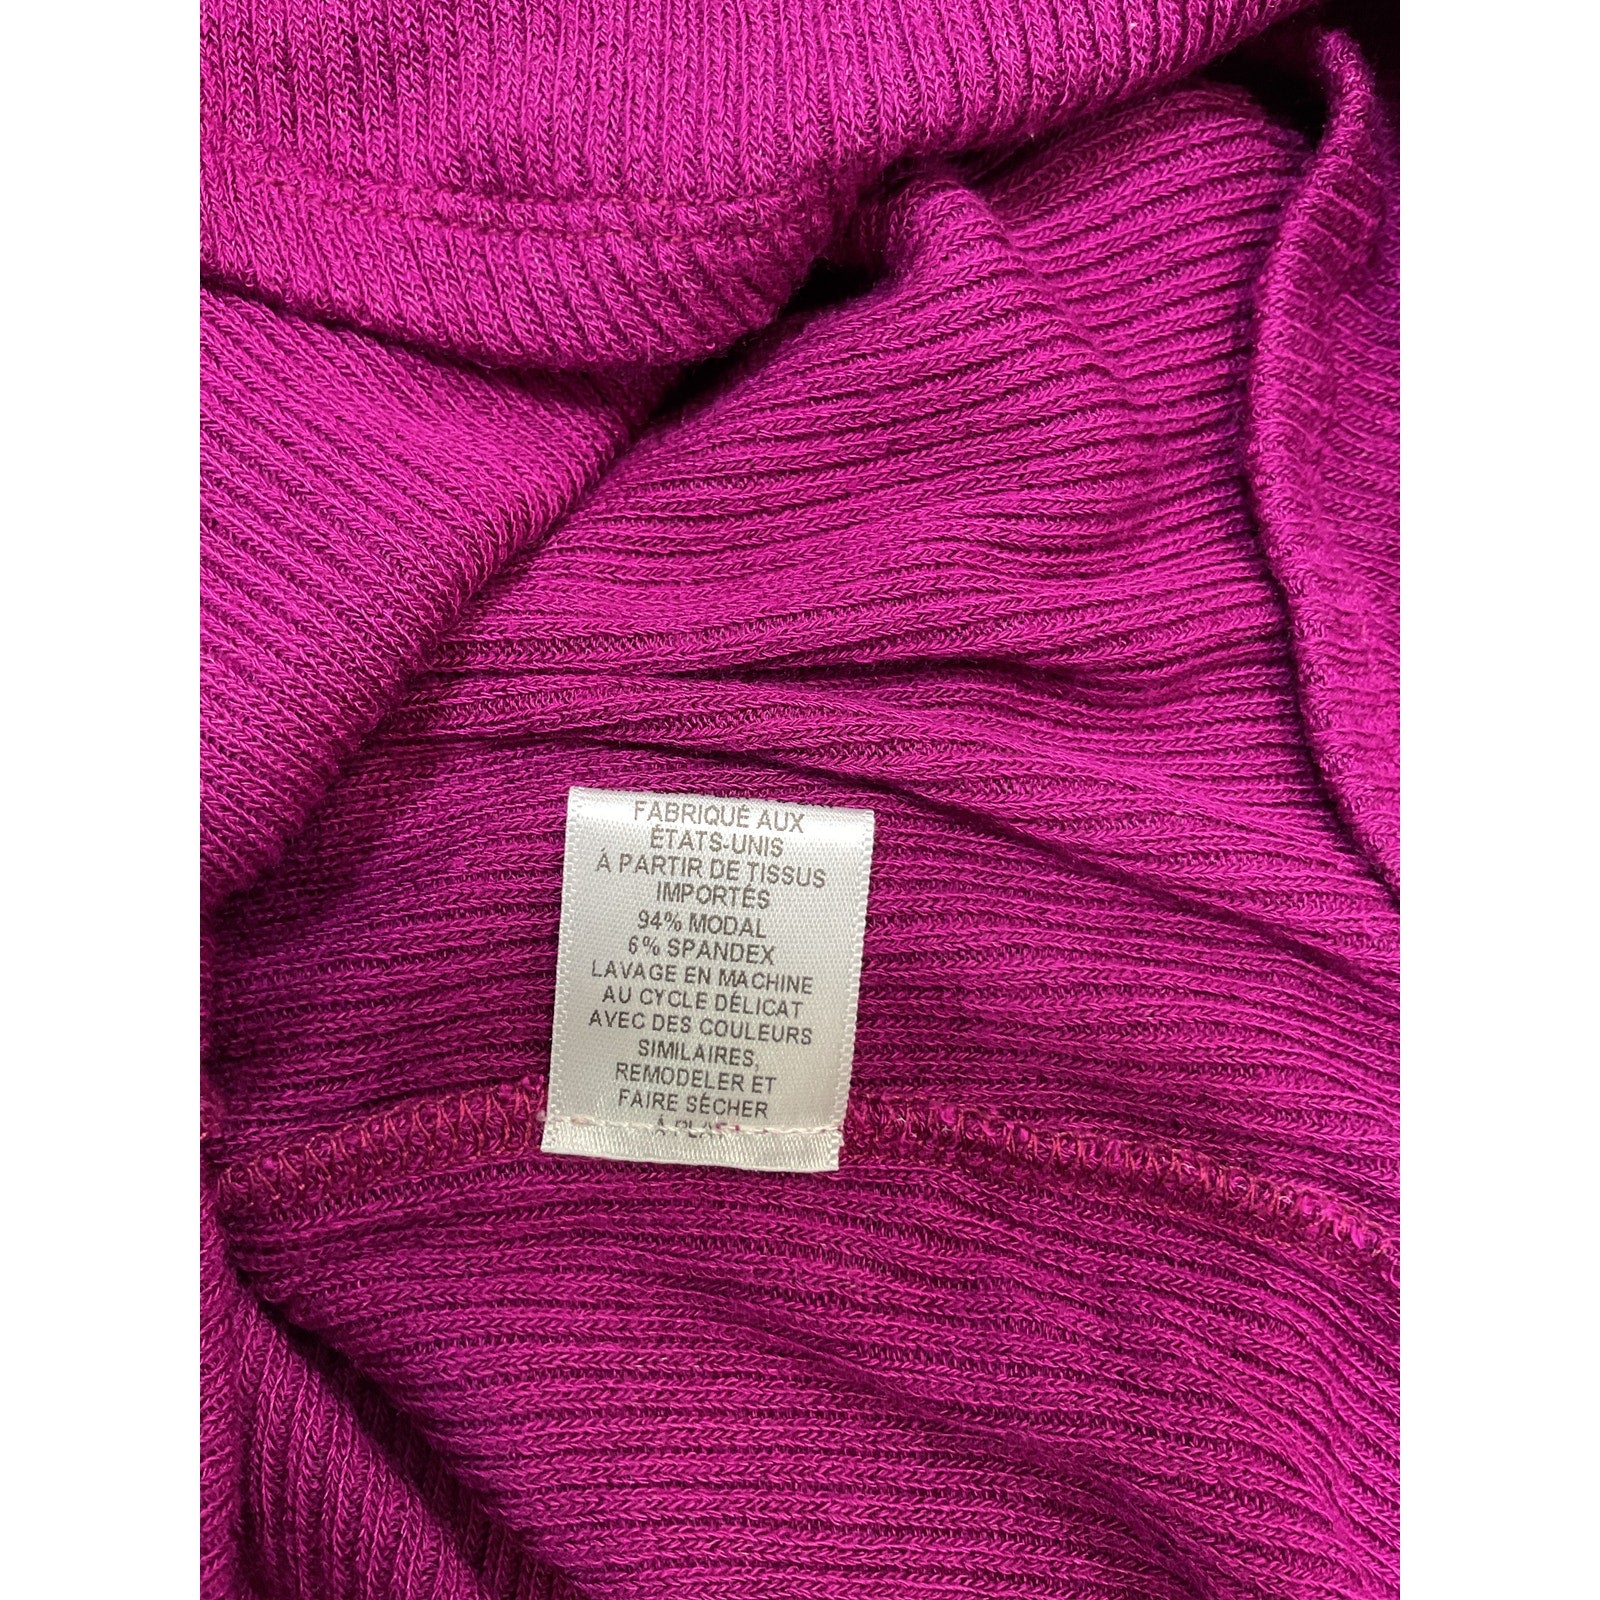 FABRIQUÉ AUX
ÉTATS-UNIS
À PARTIR DE TISSUS
IMPORTÉS
94% MODAL
6% SPANDEX
LAVAGE EN MACHINE
AU CYCLE DÉLICAT
AVEC DES COULEURS
SIMILAIRES,
REMODELER ET
FAIRE SÉCHER
À